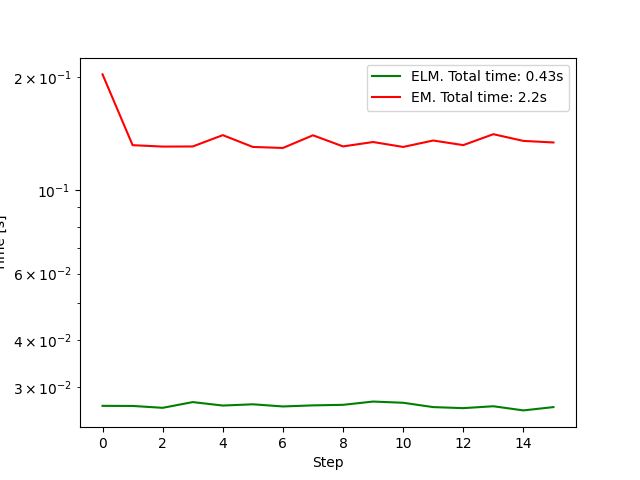 ELM. Total time: 0.43s
EM. Total time: 2.2s
2 × 10⁻¹
10⁻¹
6 × 10⁻²
4 × 10⁻²
3 × 10⁻²
0 2 4 6 8 10 12 14
Step